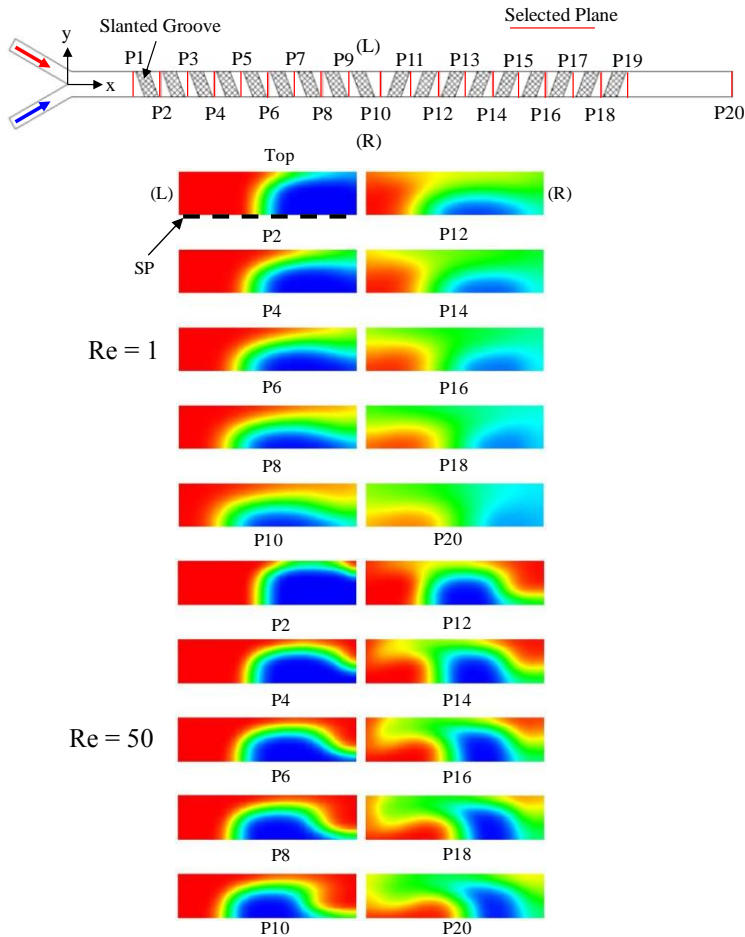 Selected Plane
Slanted Groove
y
(L)
P1 P3 P5 P7 P9 P11 P13 P15 P17 P19
x
P2 P4 P6 P8 P10 P12 P14 P16 P18 P20
(R)
Top
(L) (R)
SP
P2 P12
P4 P14
Re = 1
P6 P16
P8 P18
P10 P20
P2 P12
P4 P14
Re = 50
P6 P16
P8 P18
P10 P20